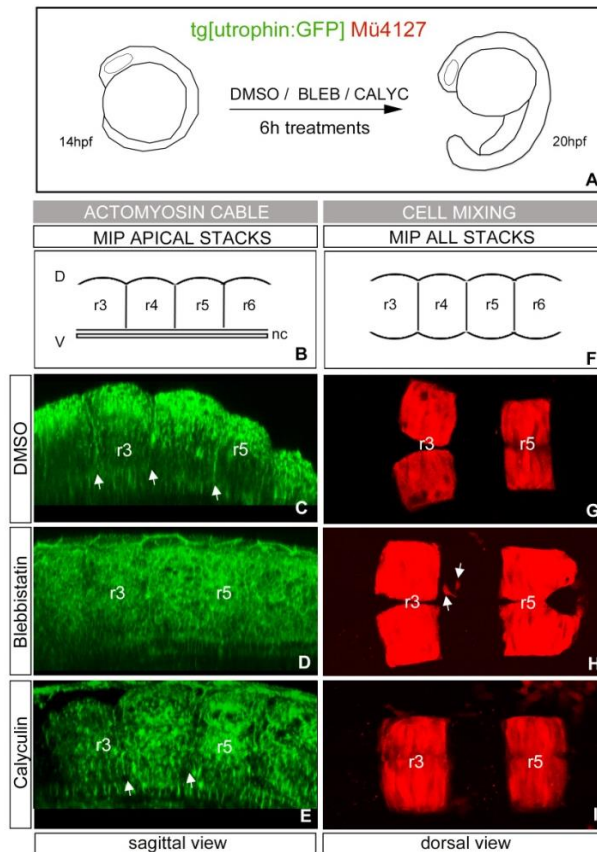 tg[utrophin:GFP] Mü4127
DMSO / BLEB / CALYC
6h treatments
14hpf
20hpf
A
ACTOMYOSIN CABLE
CELL MIXING
MIP APICAL STACKS
MIP ALL STACKS
D
r3 r4 r5 r6
V
nc
B
r3 r4 r5 r6
F
DMSO
r3 r5
C
r3 r5
G
Blebbistatin
r3 r5
D
r3 r5
H
Calyculin
r3 r5
E
r3 r5
I
sagittal view
dorsal view